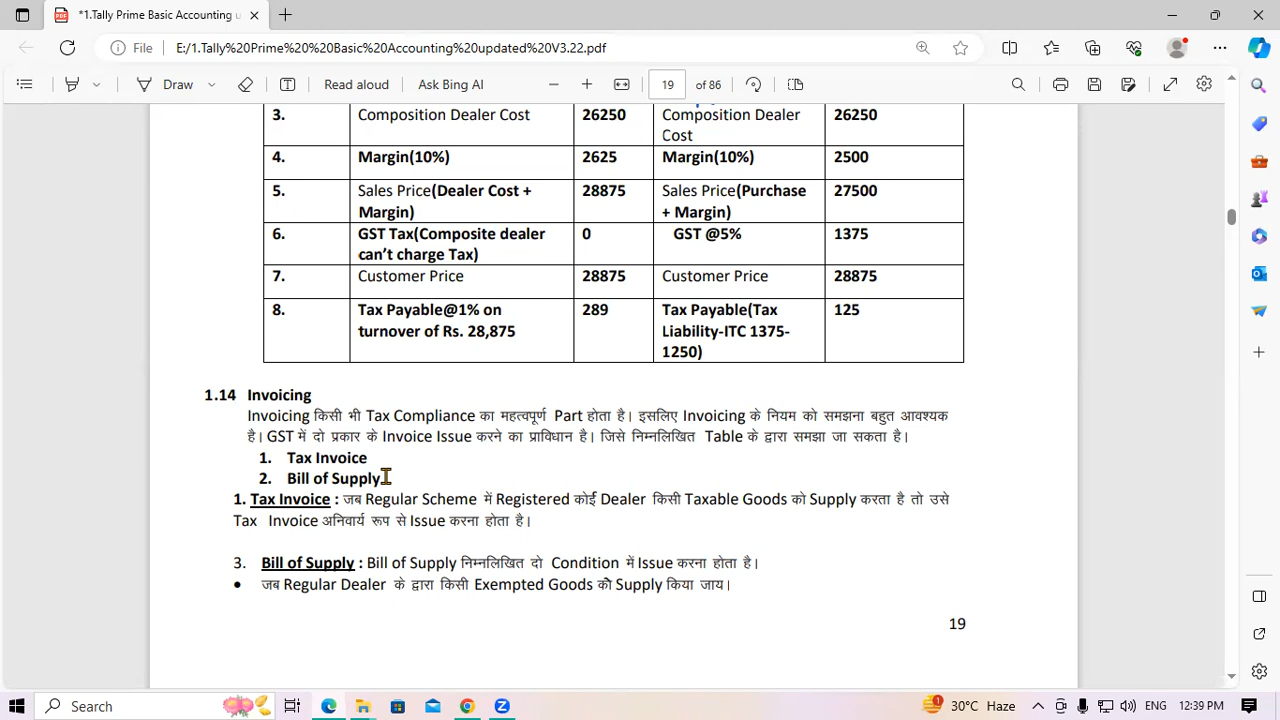 *1.Tally Prime Basic Accounting u
File
E:/1.Tally%20Prime%20%20Basic%20Accounting%20updated%20V3.22.pdf
Draw
Read aloud
Ask Bing AI
19
of 86
3. Composition Dealer Cost 26250 Composition Dealer 26250
Cost
4. Margin(10%) 2625 Margin(10%) 2500
5. Sales Price(Dealer Cost + 28875 Sales Price(Purchase 27500
Margin) + Margin)
6. GST Tax(Composite dealer 0 GST @5% 1375
can't charge Tax)
7. Customer Price 28875 Customer Price 28875
8. Tax Payable@1% on 289 Tax Payable(Tax 125
turnover of Rs. 28,875 Liability-ITC 1375-
1250)
1.14 Invoicing
Invoicing किसी भी Tax Compliance का महत्वपूर्ण Part होता है। इसलिए Invoicing के नियम को समझना बहुत आवश्यक
है। GST में दो प्रकार के Invoice Issue करने का प्राविधान है। जिसे निम्नलिखित Table के द्वारा समझा जा सकता है।
1. Tax Invoice
2. Bill of Supply
1. Tax Invoice : जब Regular Scheme में Registered कोई Dealer किसी Taxable Goods को Supply करता है तो उसे
Tax Invoice अनिवार्य रूप से Issue करना होता है।
3. Bill of Supply : Bill of Supply निम्नलिखित दो Condition में Issue करना होता है।
• जब Regular Dealer के द्वारा किसी Exempted Goods को Supply किया जाय।
19
Search
30°C Haze
ENG
12:39 PM